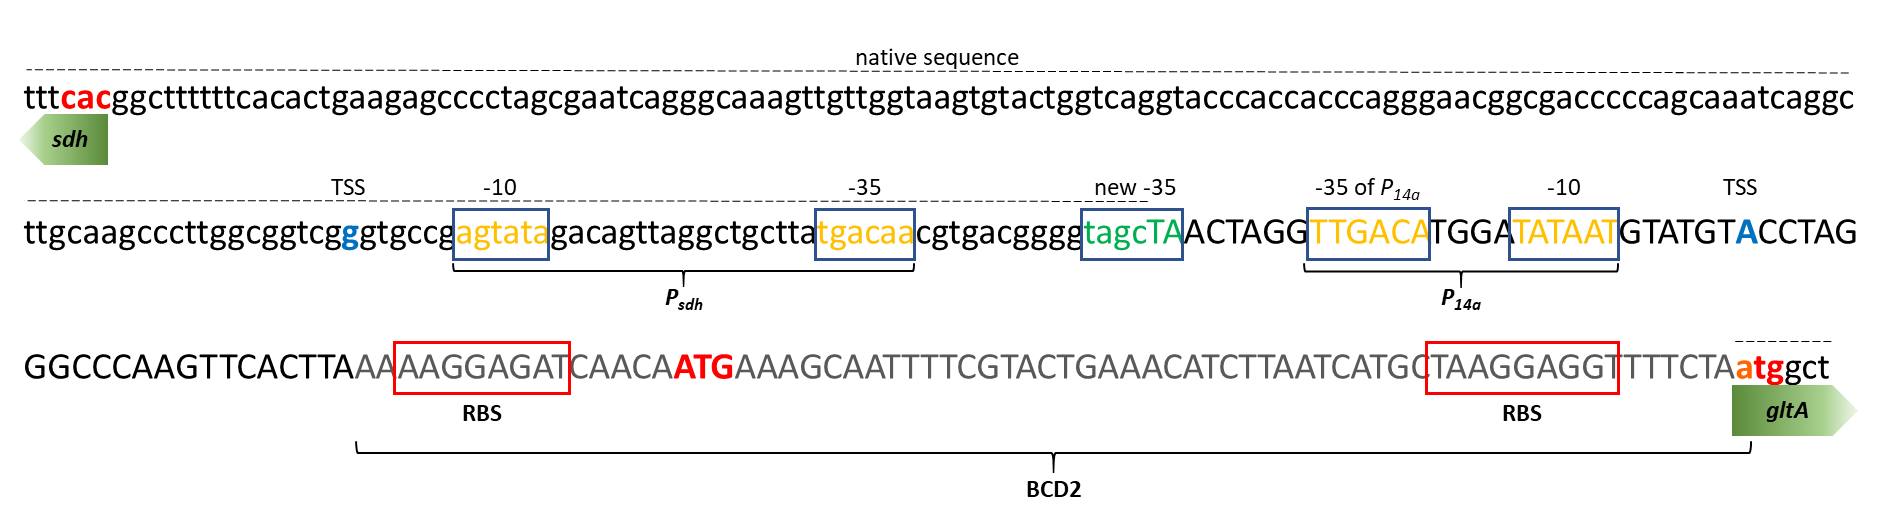 native sequence
tttcacggcttttttcacactgaagagcccctagcgaatcagggcaaagttgttggtaagtgtactggtcaggtacccaccacccagggaacggcgacccccagcaaatcaggc
sdh
TSS -10 -35 new -35 -35 of P14a -10 TSS
ttgcaagcccttggcggtcgggtgccgagtatagacagttaggctgcttatgacaacgtgacggggtagcTAACTAGGTTGACATGGATATAATGTATGTACCTAG
Psdh P14a
GGCCCAAGTTCACTTAAAAAGGAGATCAACAATGAAAGCAATTTTCGTACTGAAACATCTTAATCATGCTAAGGAGGTTTTCTAatggct
RBS RBS gltA
BCD2